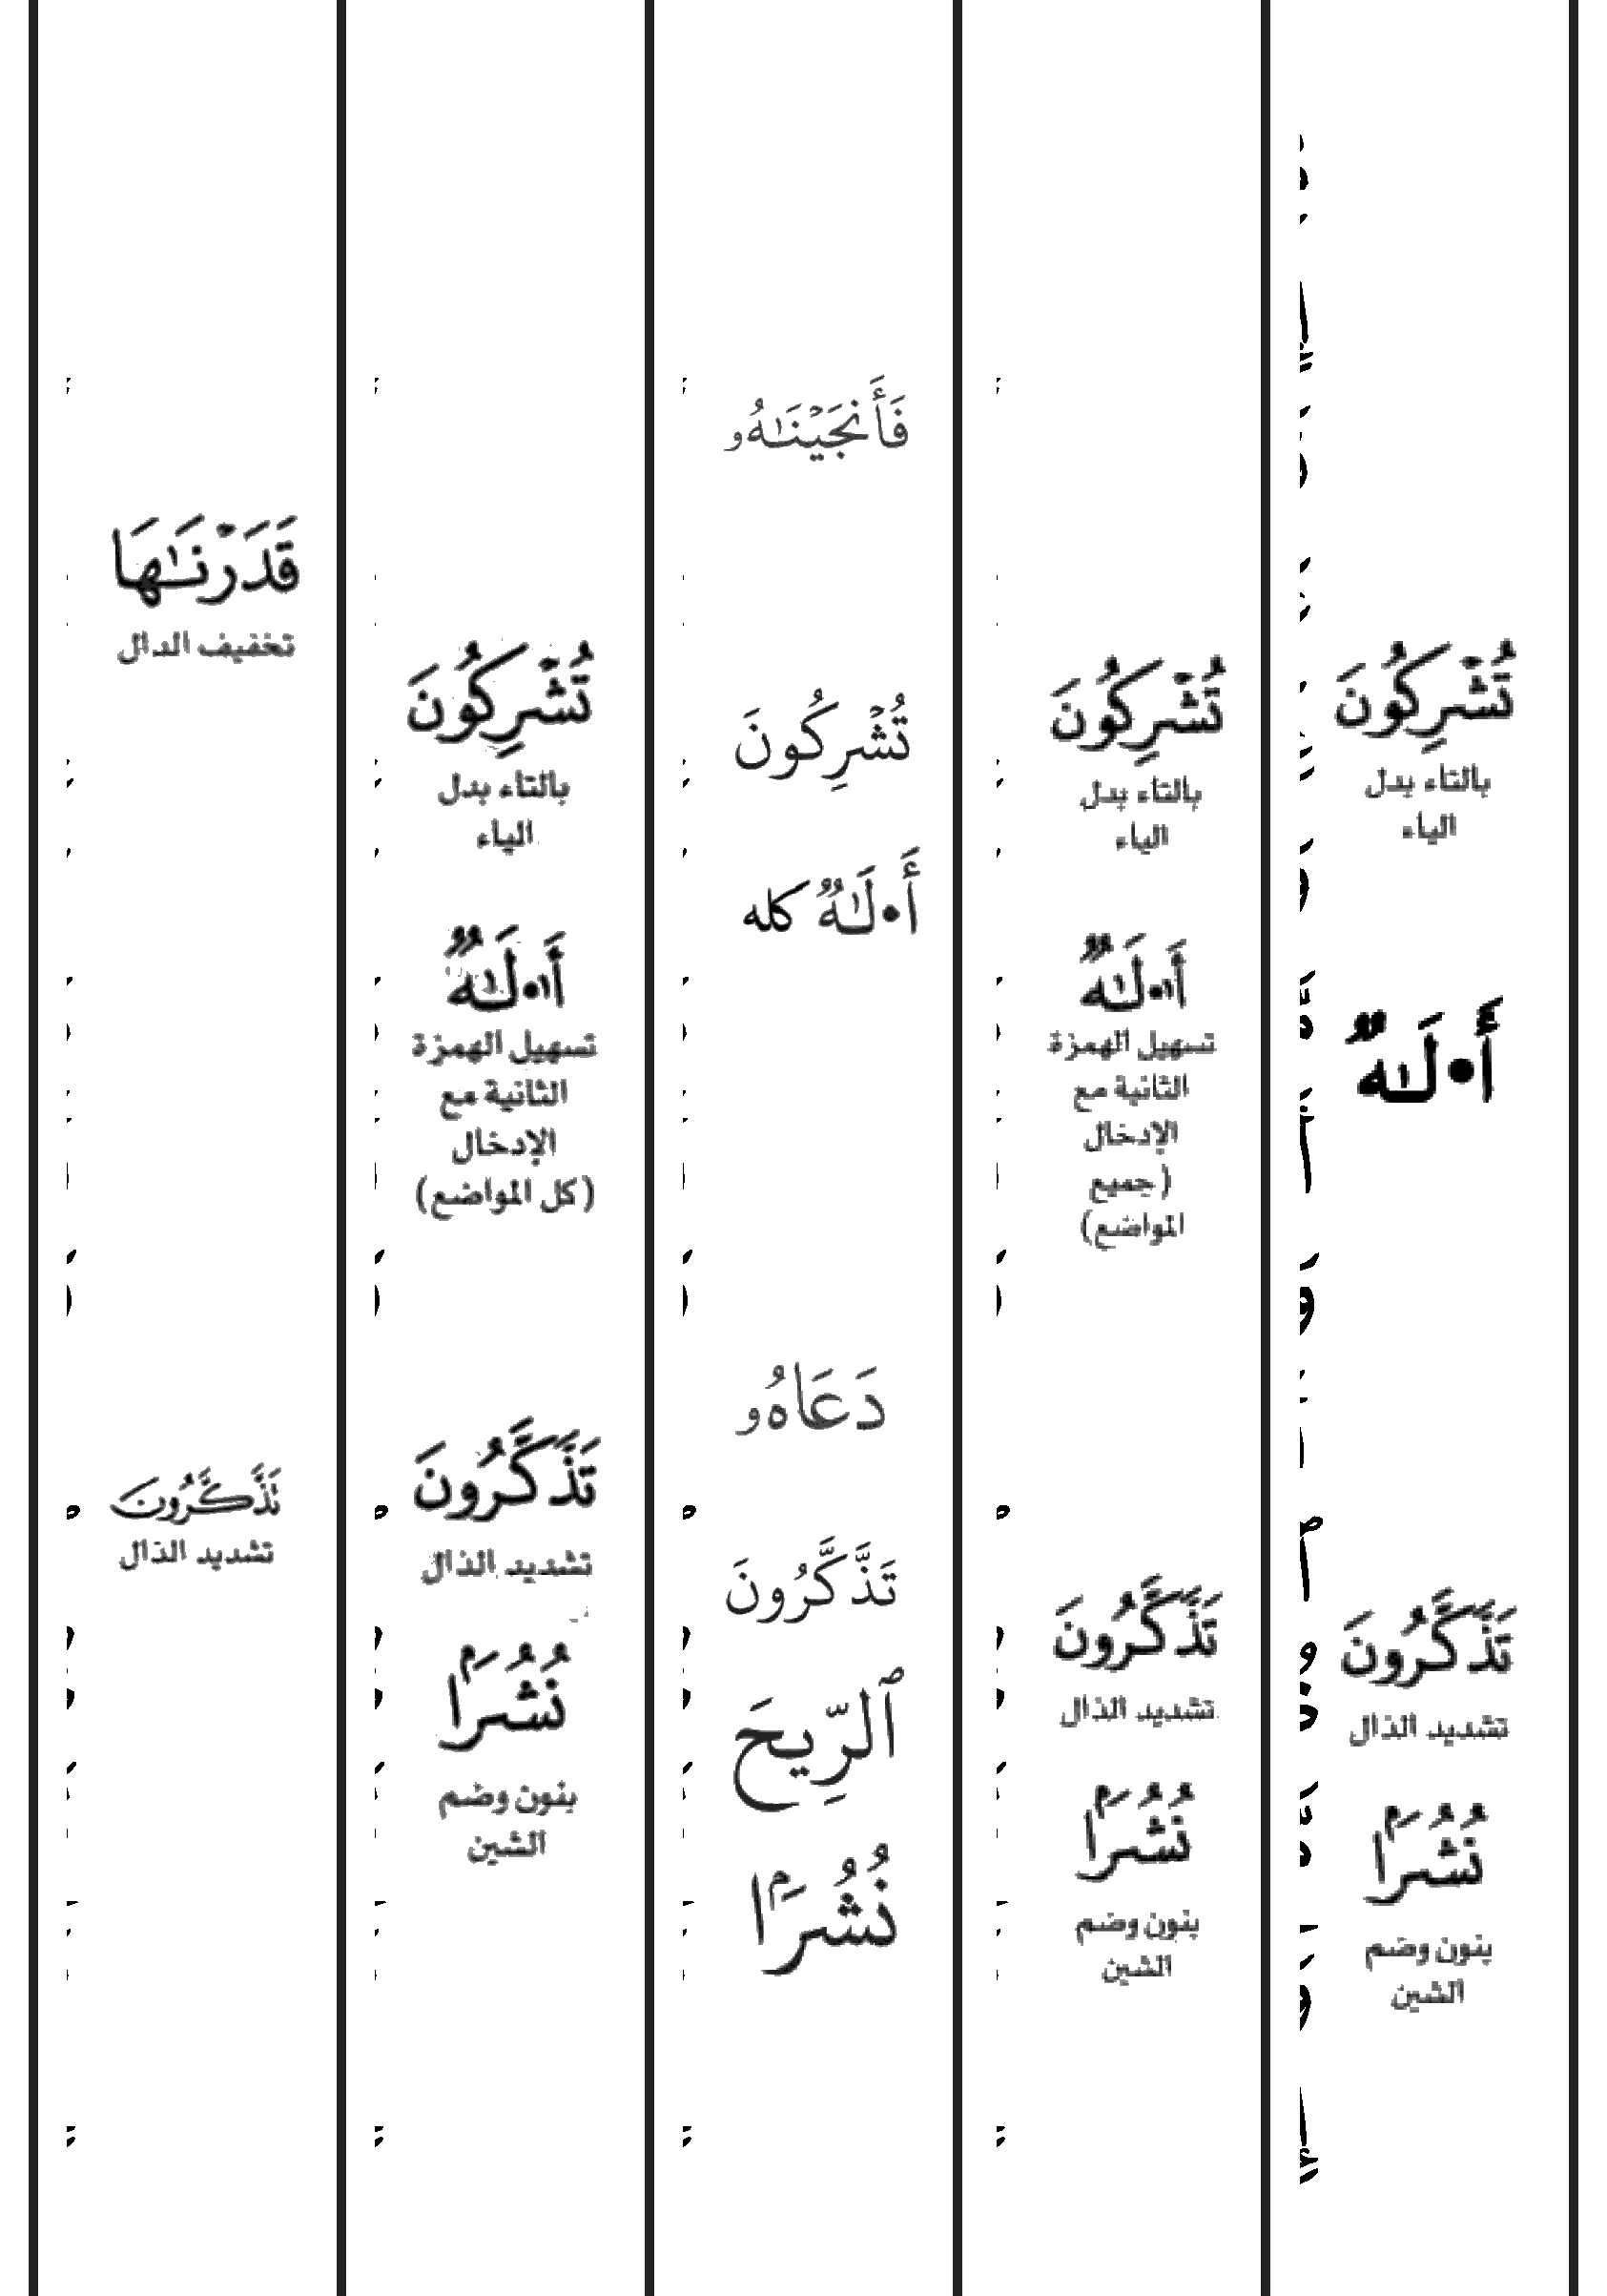 تُشْرِكُونَ
بالتاء بدل
الياء
أَ•لَٰهٌ
تَذَّكَّرُونَ
تشديد الذال
نُشُرَۢا
بنون وضم
الشين
تُشْرِكُونَ
بالتاء بدل
الياء
أَا•لَٰهٌ
تسهيل الهمزة
الثانية مع
الإدخال
(جميع
المواضع)
تَذَّكَّرُونَ
تشديد الذال
نُشُرَۢا
بنون وضم
الشين
فَأَنجَيْنَٰهُۥ
تُشْرِكُونَ
أَ•لَٰهٌ كله
دَعَاهُۥ
تَذَّكَّرُونَ
ٱلرِّيحَ
نُشُرَۢا
تُشْرِكُونَ
بالتاء بدل
الياء
أَا•لَٰهٌ
تسهيل الهمزة
الثانية مع
الإدخال
(كل المواضع)
تَذَّكَّرُونَ
تشديد الذال
نُشُرَۢا
بنون وضم
الشين
قَدَرْنَٰهَا
تخفيف الدال
تَذَّكَّرُونَ
تشديد الذال